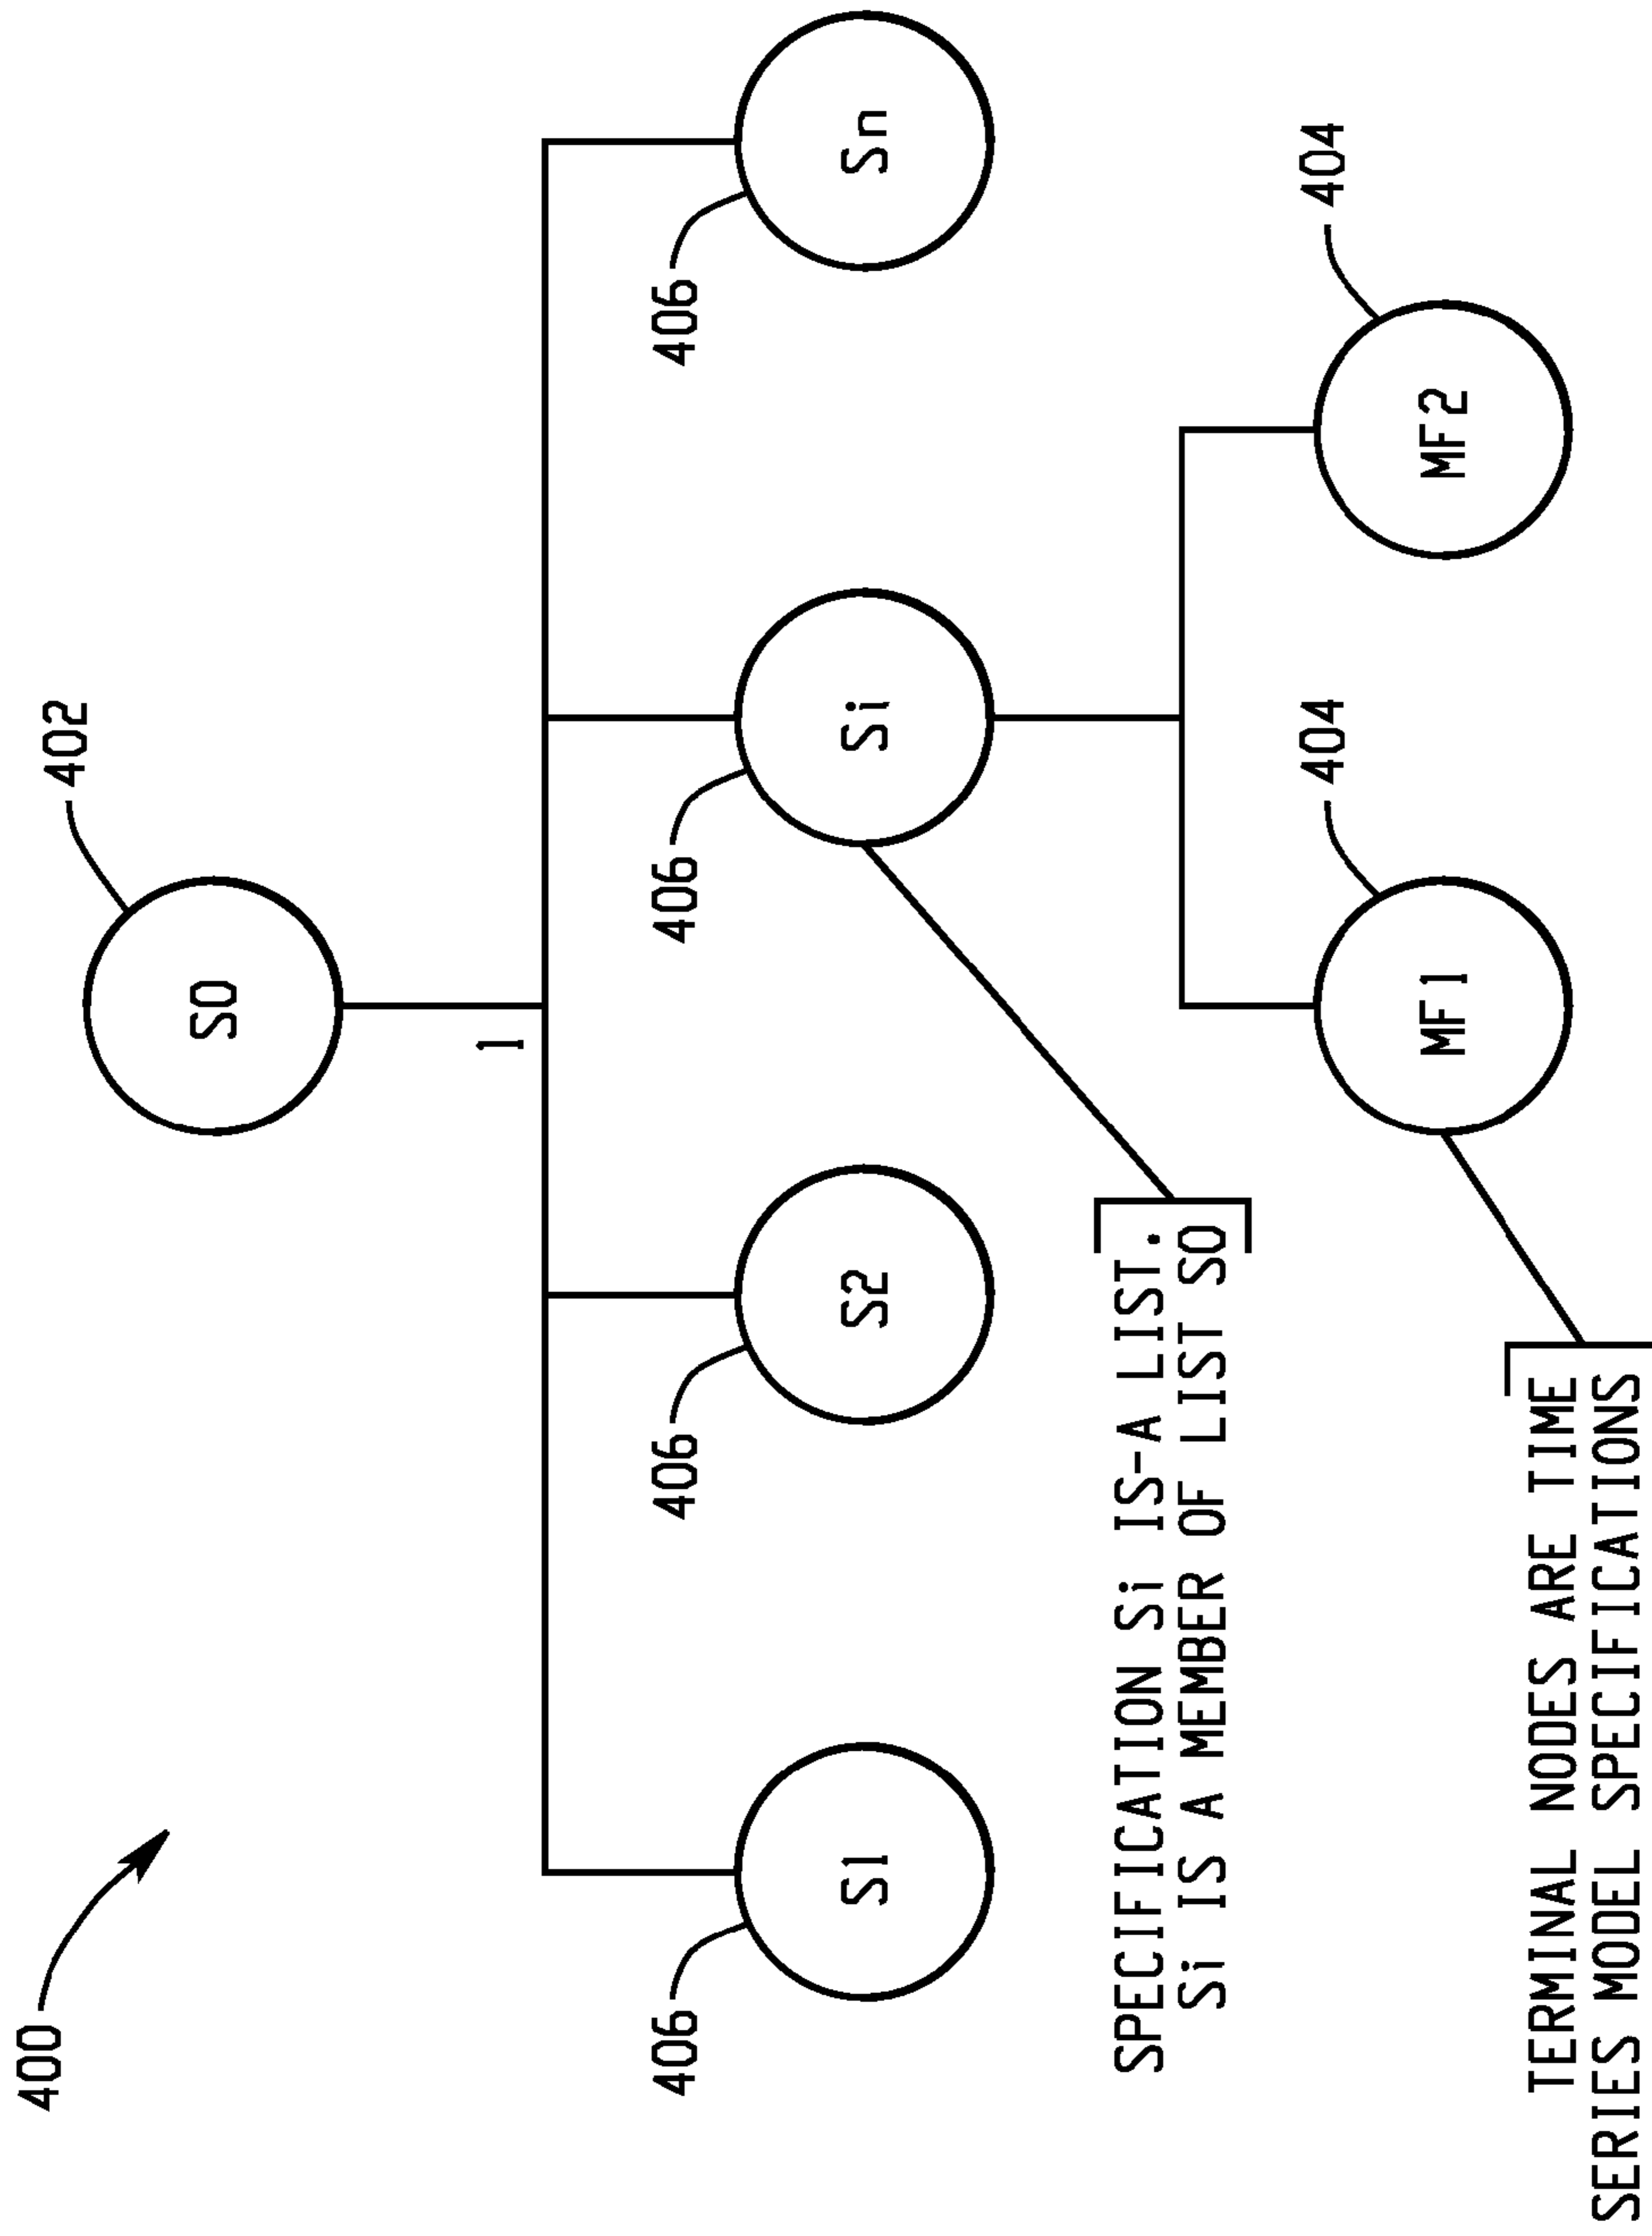 400
402
S0
1
406
406
406
406
S1
S2
Si
Sn
SPECIFICATION Si IS-A LIST.
Si IS A MEMBER OF LIST S0
404
404
MF1
MF2
TERMINAL NODES ARE TIME
SERIES MODEL SPECIFICATIONS